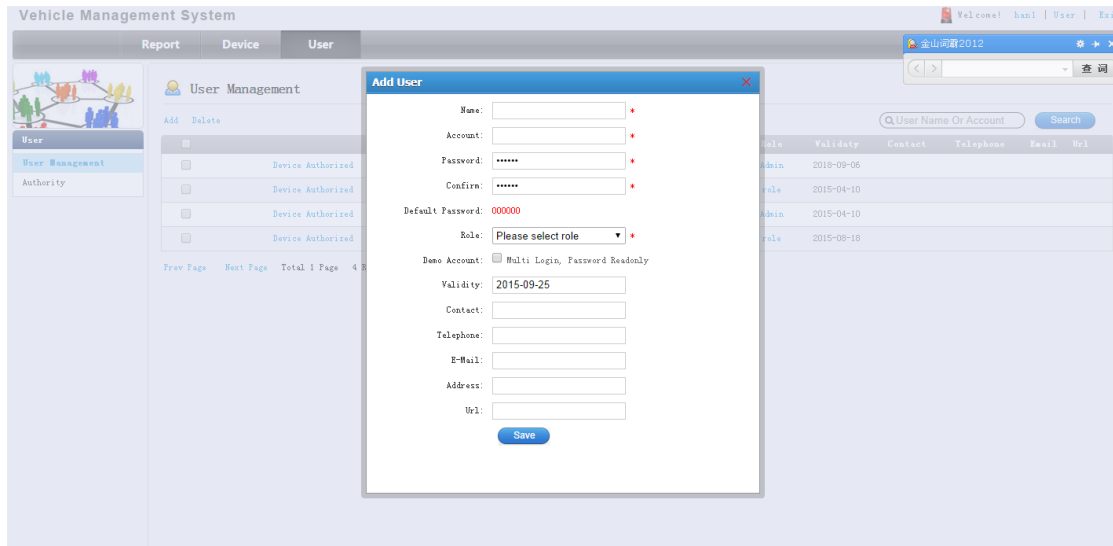 Vehicle Management System
Welcome! han1 | User | Exi
Report Device User
金山词霸2012
查 词
User Management
Add Delete
User Name Or Account Search
User
User Management
Authority
Role Validaty Contact Telephone Email Url
Device Authorized Admin 2018-09-06
Device Authorized role 2015-04-10
Device Authorized Admin 2015-04-10
Device Authorized role 2015-08-18
Prev Page Next Page Total 1 Page 4 R
Add User
Name: *
Account: *
Password: •••••• *
Confirm: •••••• *
Default Password: 000000
Role: Please select role *
Demo Account: Multi Login, Password Readonly
Validity: 2015-09-25
Contact:
Telephone:
E-Mail:
Address:
Url:
Save